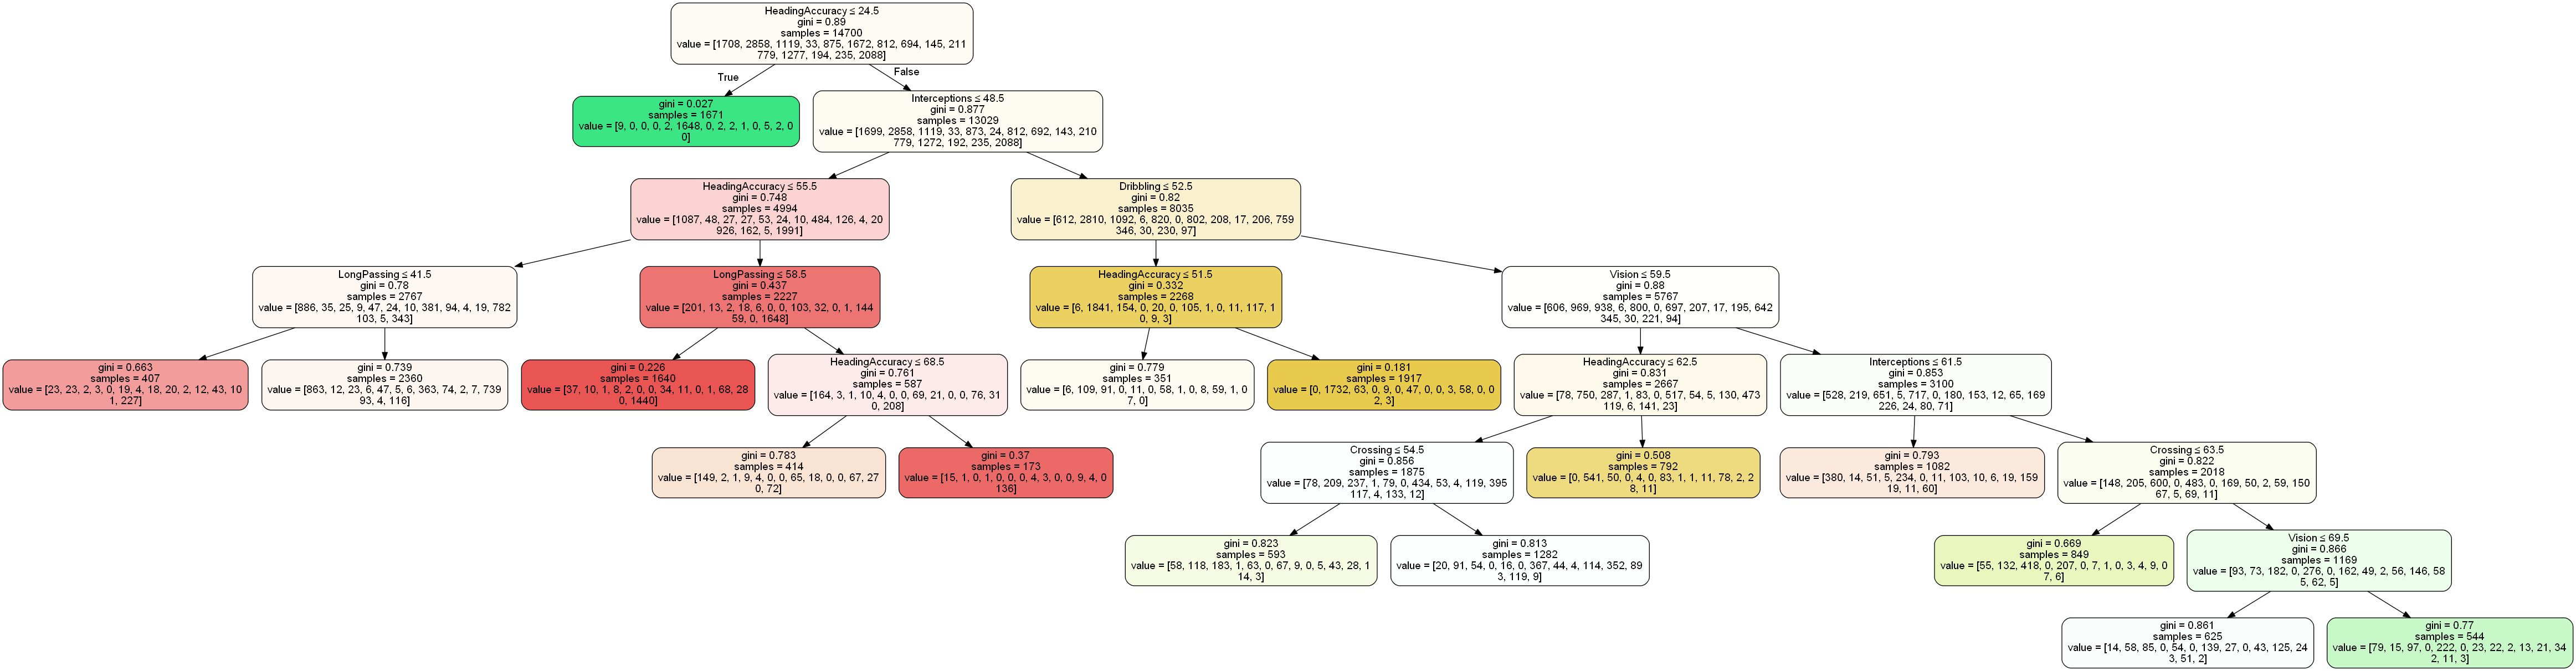 HeadingAccuracy ≤ 24.5
gini = 0.89
samples = 14700
value = [1708, 2858, 1119, 33, 875, 1672, 812, 694, 145, 211
779, 1277, 194, 235, 2088]
True
False
gini = 0.027
samples = 1671
value = [9, 0, 0, 0, 2, 1648, 0, 2, 2, 1, 0, 5, 2, 0
0]
Interceptions ≤ 48.5
gini = 0.877
samples = 13029
value = [1699, 2858, 1119, 33, 873, 24, 812, 692, 143, 210
779, 1272, 192, 235, 2088]
HeadingAccuracy ≤ 55.5
gini = 0.748
samples = 4994
value = [1087, 48, 27, 27, 53, 24, 10, 484, 126, 4, 20
926, 162, 5, 1991]
Dribbling ≤ 52.5
gini = 0.82
samples = 8035
value = [612, 2810, 1092, 6, 820, 0, 802, 208, 17, 206, 759
346, 30, 230, 97]
LongPassing ≤ 41.5
gini = 0.78
samples = 2767
value = [886, 35, 25, 9, 47, 24, 10, 381, 94, 4, 19, 782
103, 5, 343]
LongPassing ≤ 58.5
gini = 0.437
samples = 2227
value = [201, 13, 2, 18, 6, 0, 0, 103, 32, 0, 1, 144
59, 0, 1648]
HeadingAccuracy ≤ 51.5
gini = 0.332
samples = 2268
value = [6, 1841, 154, 0, 20, 0, 105, 1, 0, 11, 117, 1
0, 9, 3]
Vision ≤ 59.5
gini = 0.88
samples = 5767
value = [606, 969, 938, 6, 800, 0, 697, 207, 17, 195, 642
345, 30, 221, 94]
gini = 0.663
samples = 407
value = [23, 23, 2, 3, 0, 19, 4, 18, 20, 2, 12, 43, 10
1, 227]
gini = 0.739
samples = 2360
value = [863, 12, 23, 6, 47, 5, 6, 363, 74, 2, 7, 739
93, 4, 116]
gini = 0.226
samples = 1640
value = [37, 10, 1, 8, 2, 0, 0, 34, 11, 0, 1, 68, 28
0, 1440]
HeadingAccuracy ≤ 68.5
gini = 0.761
samples = 587
value = [164, 3, 1, 10, 4, 0, 0, 69, 21, 0, 0, 76, 31
0, 208]
gini = 0.779
samples = 351
value = [6, 109, 91, 0, 11, 0, 58, 1, 0, 8, 59, 1, 0
7, 0]
gini = 0.181
samples = 1917
value = [0, 1732, 63, 0, 9, 0, 47, 0, 0, 3, 58, 0, 0
2, 3]
HeadingAccuracy ≤ 62.5
gini = 0.831
samples = 2667
value = [78, 750, 287, 1, 83, 0, 517, 54, 5, 130, 473
119, 6, 141, 23]
Interceptions ≤ 61.5
gini = 0.853
samples = 3100
value = [528, 219, 651, 5, 717, 0, 180, 153, 12, 65, 169
226, 24, 80, 71]
gini = 0.783
samples = 414
value = [149, 2, 1, 9, 4, 0, 0, 65, 18, 0, 0, 67, 27
0, 72]
gini = 0.37
samples = 173
value = [15, 1, 0, 1, 0, 0, 0, 4, 3, 0, 0, 9, 4, 0
136]
Crossing ≤ 54.5
gini = 0.856
samples = 1875
value = [78, 209, 237, 1, 79, 0, 434, 53, 4, 119, 395
117, 4, 133, 12]
gini = 0.508
samples = 792
value = [0, 541, 50, 0, 4, 0, 83, 1, 1, 11, 78, 2, 2
8, 11]
gini = 0.793
samples = 1082
value = [380, 14, 51, 5, 234, 0, 11, 103, 10, 6, 19, 159
19, 11, 60]
Crossing ≤ 63.5
gini = 0.822
samples = 2018
value = [148, 205, 600, 0, 483, 0, 169, 50, 2, 59, 150
67, 5, 69, 11]
gini = 0.823
samples = 593
value = [58, 118, 183, 1, 63, 0, 67, 9, 0, 5, 43, 28, 1
14, 3]
gini = 0.813
samples = 1282
value = [20, 91, 54, 0, 16, 0, 367, 44, 4, 114, 352, 89
3, 119, 9]
gini = 0.669
samples = 849
value = [55, 132, 418, 0, 207, 0, 7, 1, 0, 3, 4, 9, 0
7, 6]
Vision ≤ 69.5
gini = 0.866
samples = 1169
value = [93, 73, 182, 0, 276, 0, 162, 49, 2, 56, 146, 58
5, 62, 5]
gini = 0.861
samples = 625
value = [14, 58, 85, 0, 54, 0, 139, 27, 0, 43, 125, 24
3, 51, 2]
gini = 0.77
samples = 544
value = [79, 15, 97, 0, 222, 0, 23, 22, 2, 13, 21, 34
2, 11, 3]